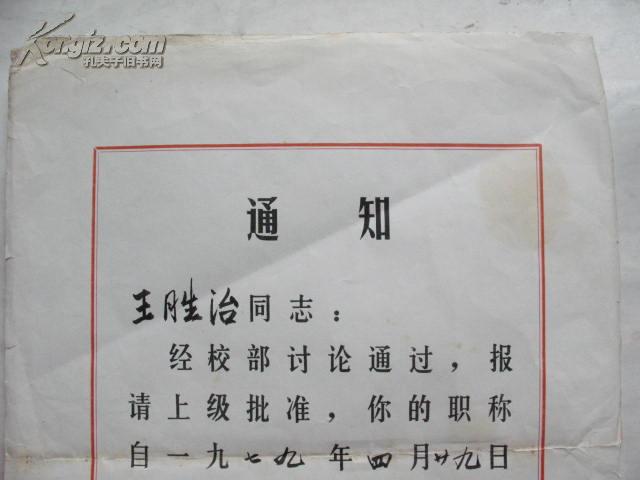 Kongfz.com
孔夫子旧书网
通 知
王胜治同志：
经校部讨论通过，报
请上级批准，你的职称
自一九七九年四月廿九日